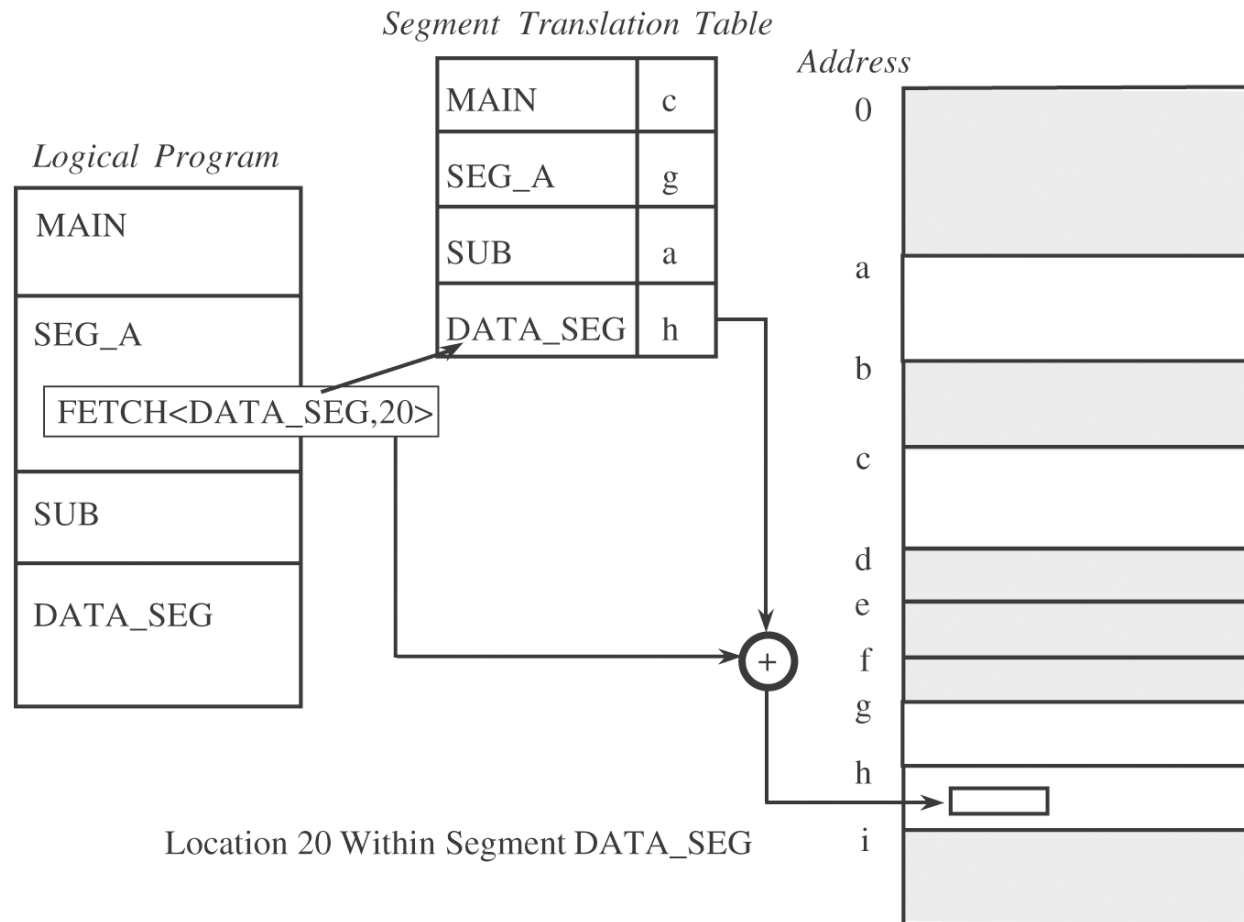 Segment Translation Table
MAIN c
SEG_A g
SUB a
DATA_SEG h
Logical Program
MAIN
SEG_A
FETCH<DATA_SEG,20>
SUB
DATA_SEG
+
Location 20 Within Segment DATA_SEG
Address
0
a
b
c
d
e
f
g
h
i